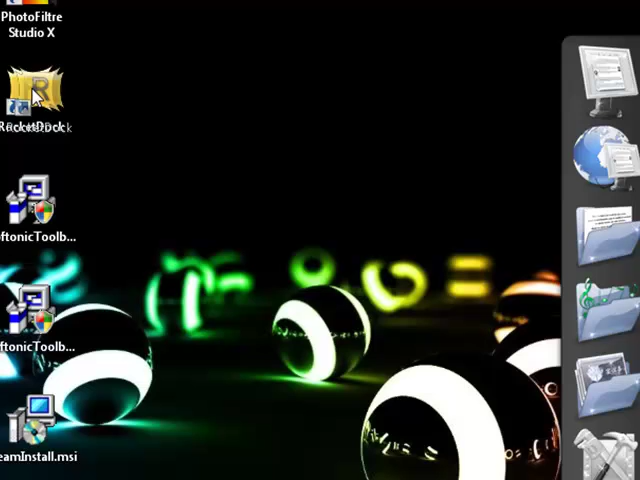 PhotoFiltre
Studio X
RocketDock
ftonicToolb...
ftonicToolb...
eamInstall.msi